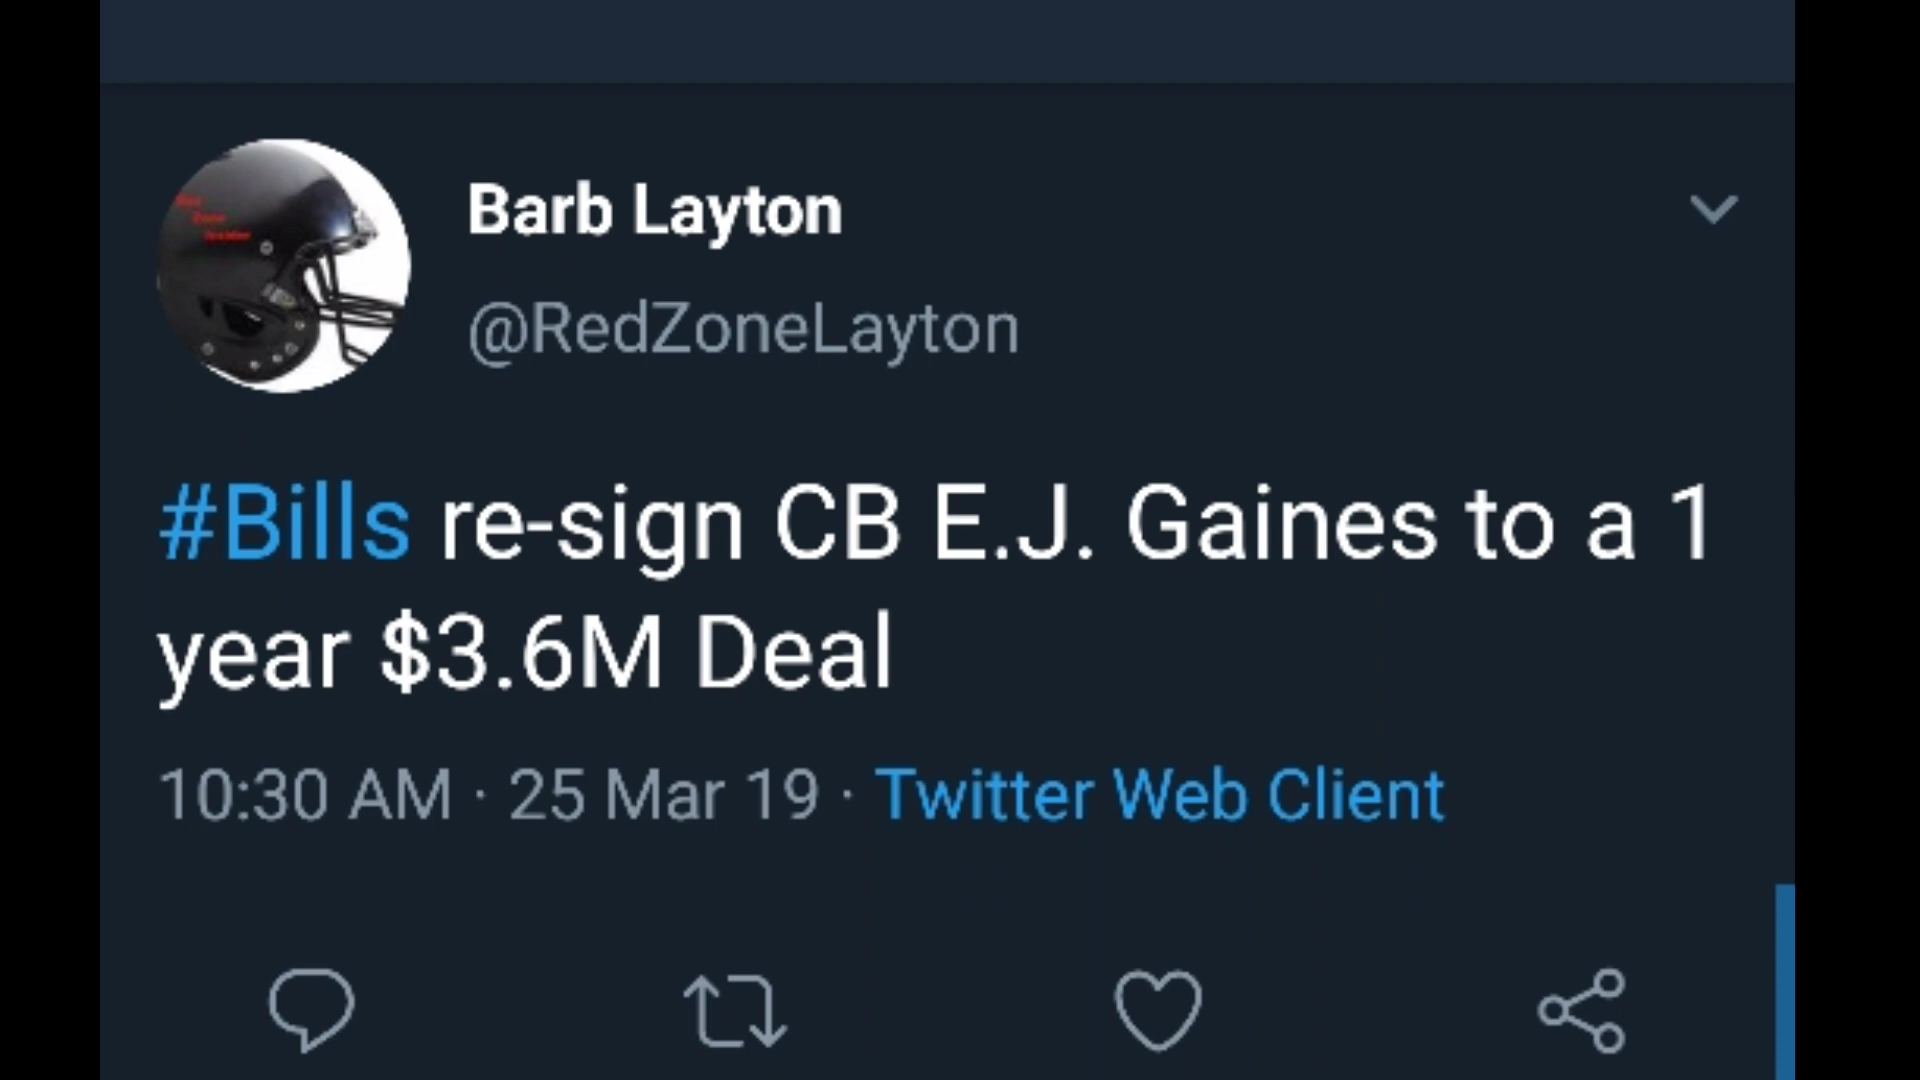 Barb Layton
@RedZoneLayton
#Bills re-sign CB E.J. Gaines to a 1
year $3.6M Deal
10:30 AM · 25 Mar 19 · Twitter Web Client